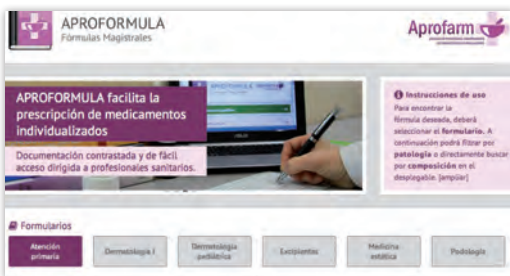 APROFORMULA
Fórmulas Magistrales
Aprofarm
APROFORMULA facilita la
prescripción de medicamentos
individualizados
Documentación contrastada y de fácil
acceso dirigida a profesionales sanitarios.
Instrucciones de uso
Para encontrar la
fórmula deseada, deberá
seleccionar el formulario. A
continuación podrá filtrar por
patología o directamente buscar
por composición en el
desplegable. [ampliar]
Formularios
Atención
primaria
Dermatología I
Dermatología
pediátrica
Excipientes
Medicina
estética
Podología